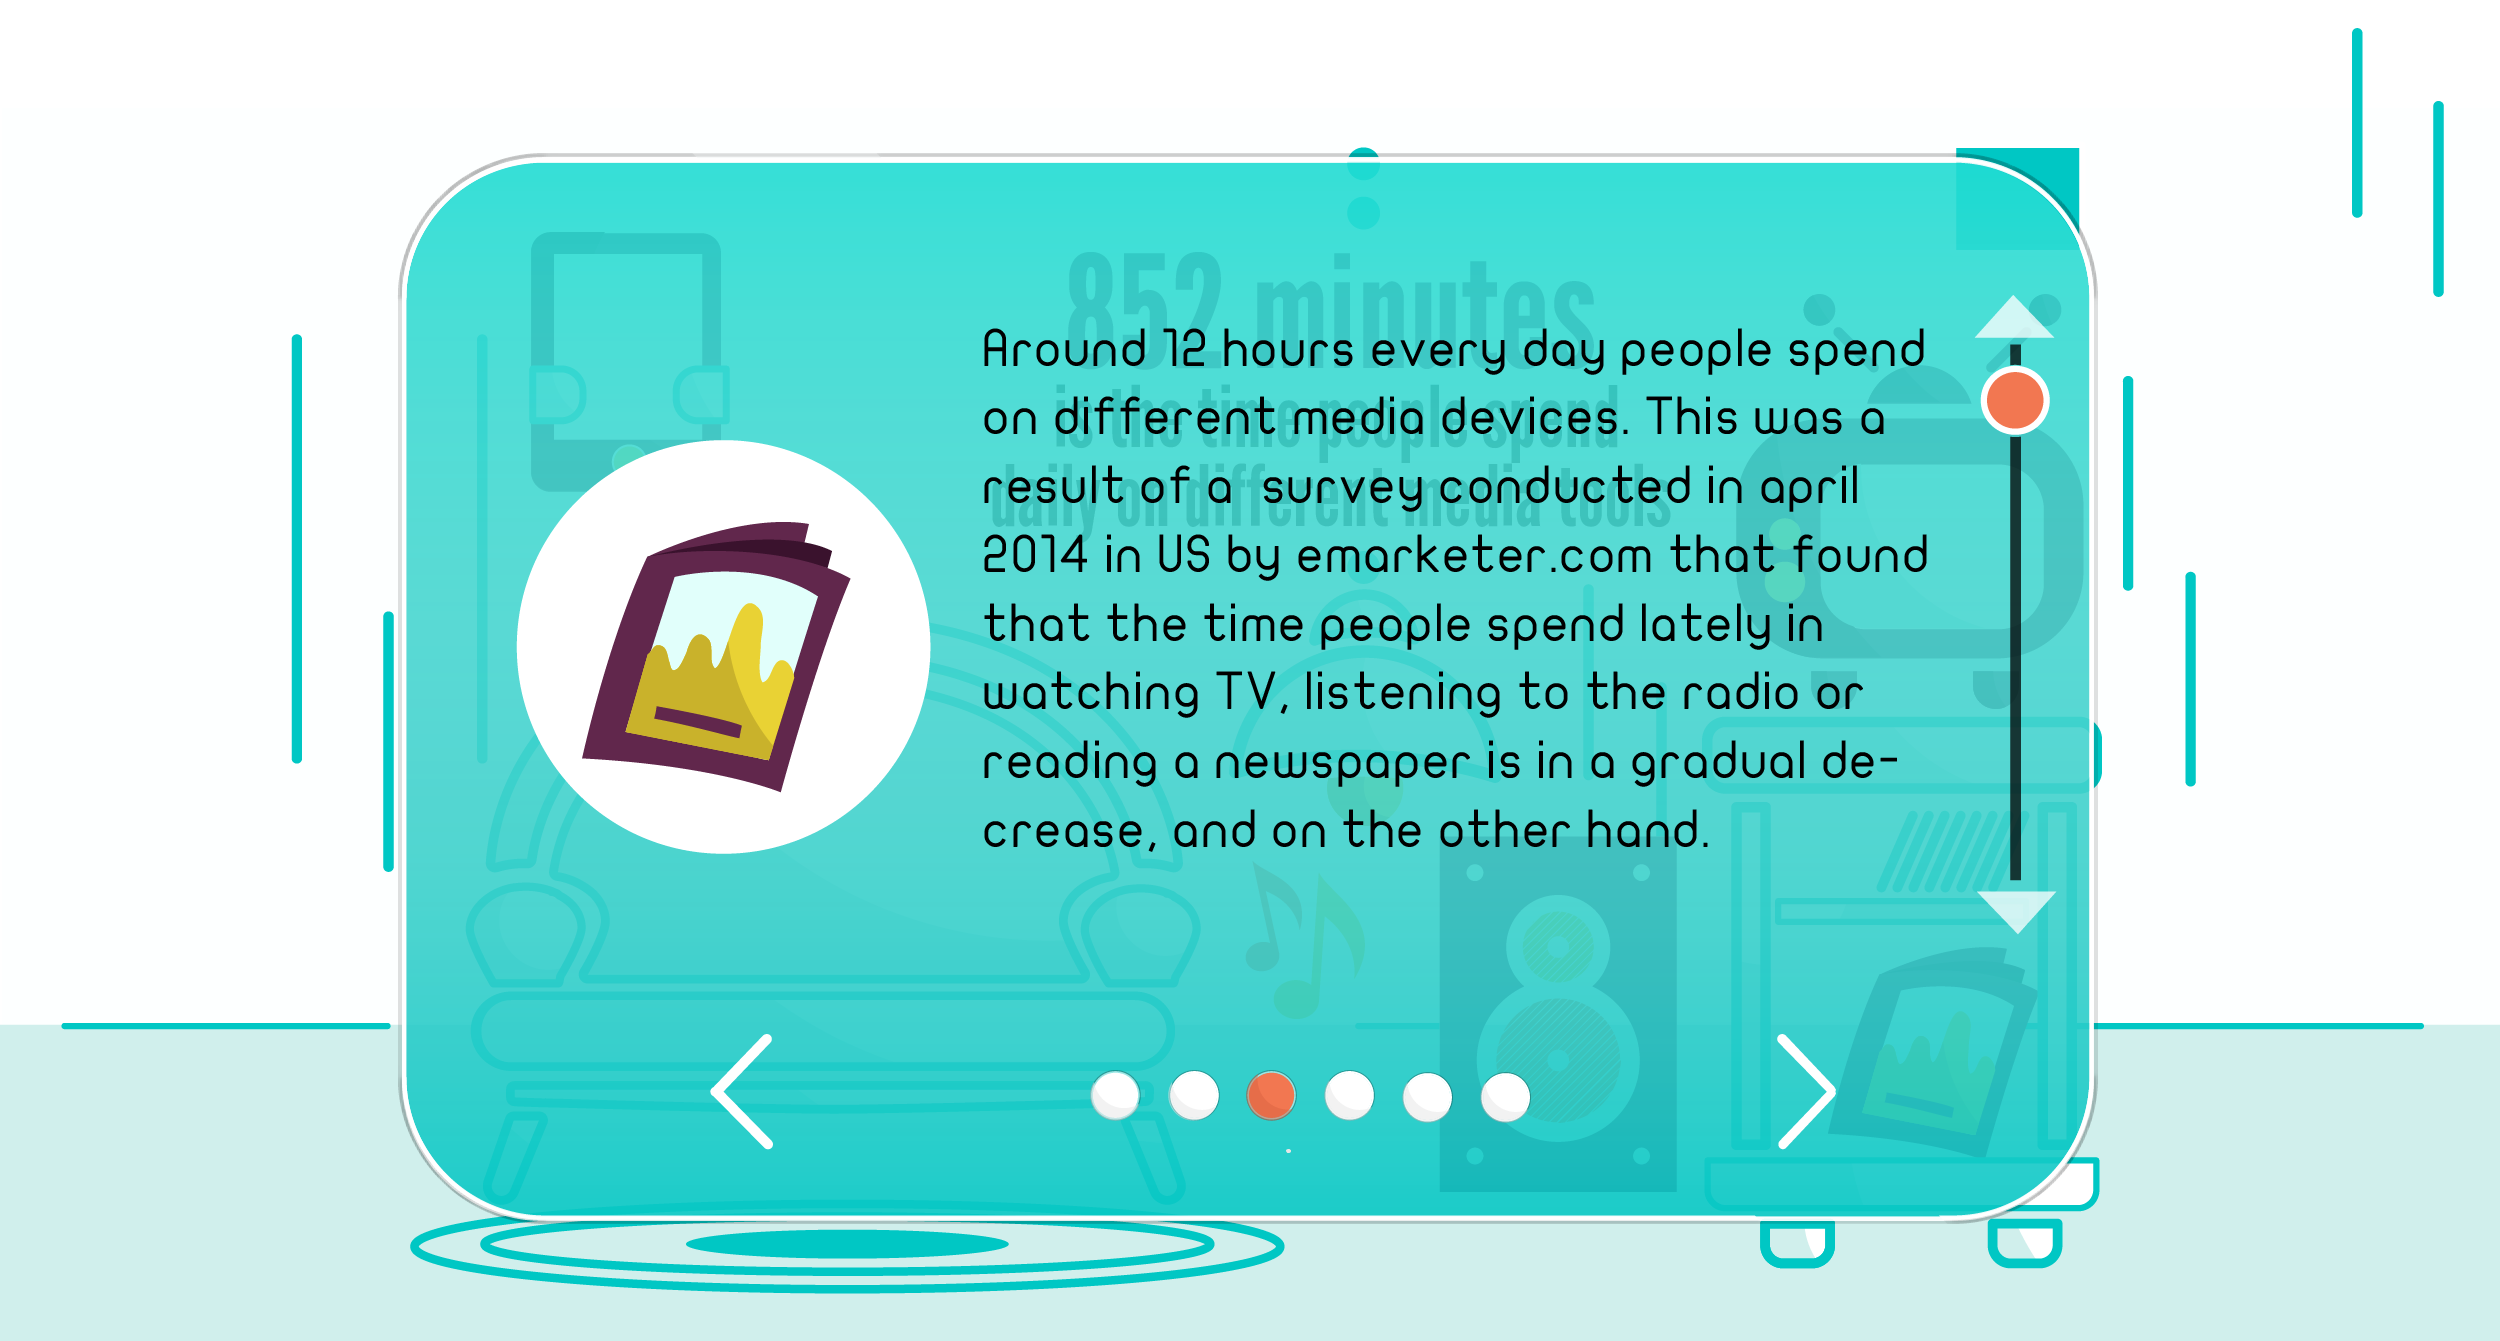 852 minutes
is the time people spend
daily on different media tools
Around 12 hours every day people spend
on different media devices. This was a
result of a survey conducted in april
2014 in US by emarketer.com that found
that the time people spend lately in
watching TV, listening to the radio or
reading a newspaper is in a gradual de-
crease, and on the other hand.